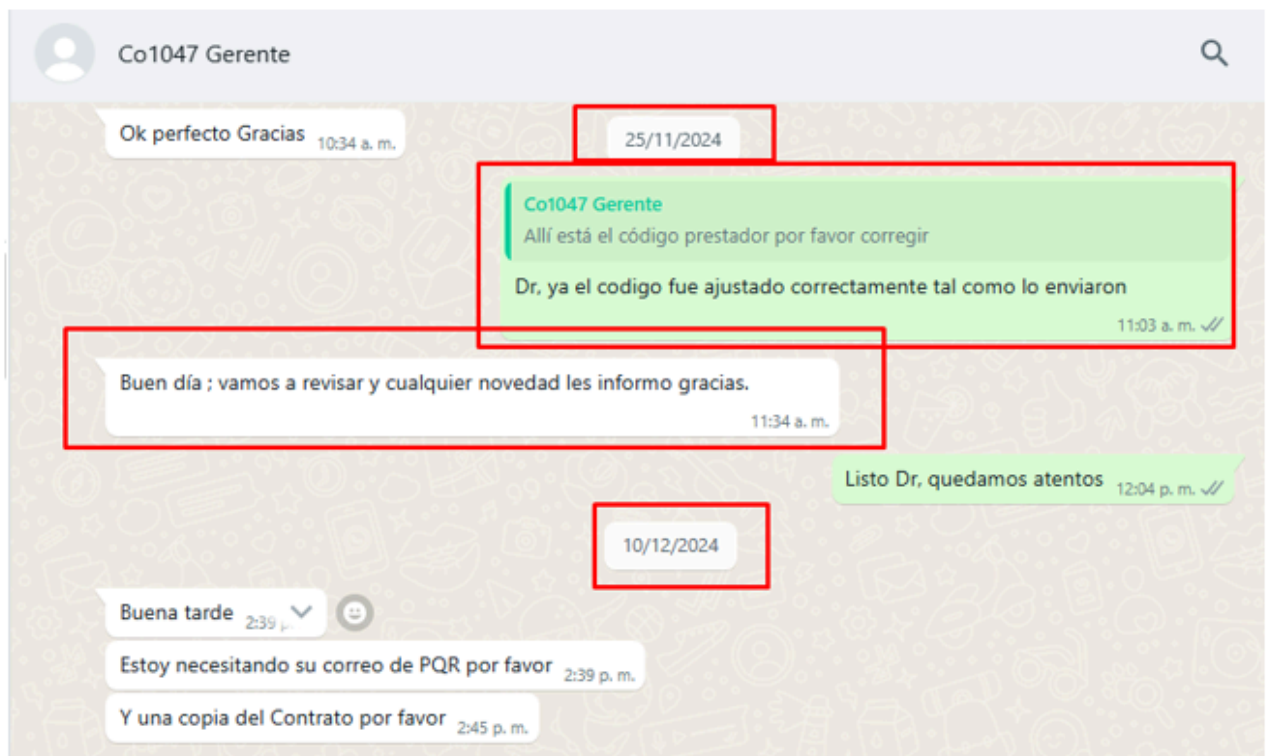 Co1047 Gerente
Ok perfecto Gracias 10:34 a. m.
25/11/2024
Co1047 Gerente
Allí está el código prestador por favor corregir
Dr, ya el codigo fue ajustado correctamente tal como lo enviaron
11:03 a. m.
Buen día ; vamos a revisar y cualquier novedad les informo gracias.
11:34 a. m.
Listo Dr, quedamos atentos 12:04 p. m.
10/12/2024
Buena tarde 2:39 p.
Estoy necesitando su correo de PQR por favor 2:39 p. m.
Y una copia del Contrato por favor 2:45 p. m.